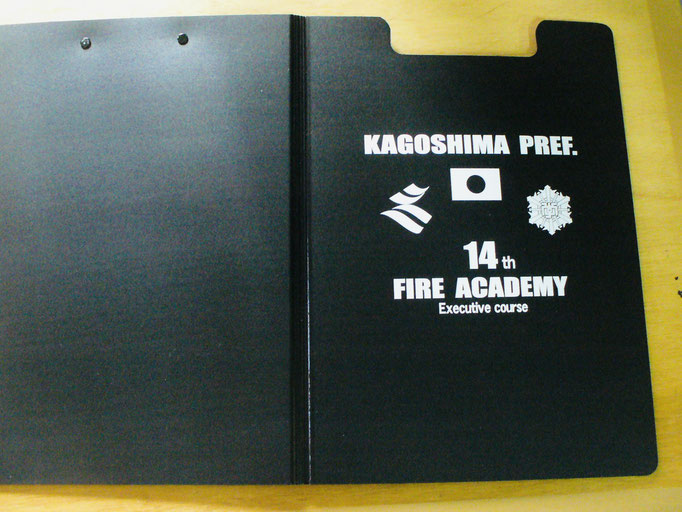 KAGOSHIMA PREF.
14th
FIRE ACADEMY
Executive course